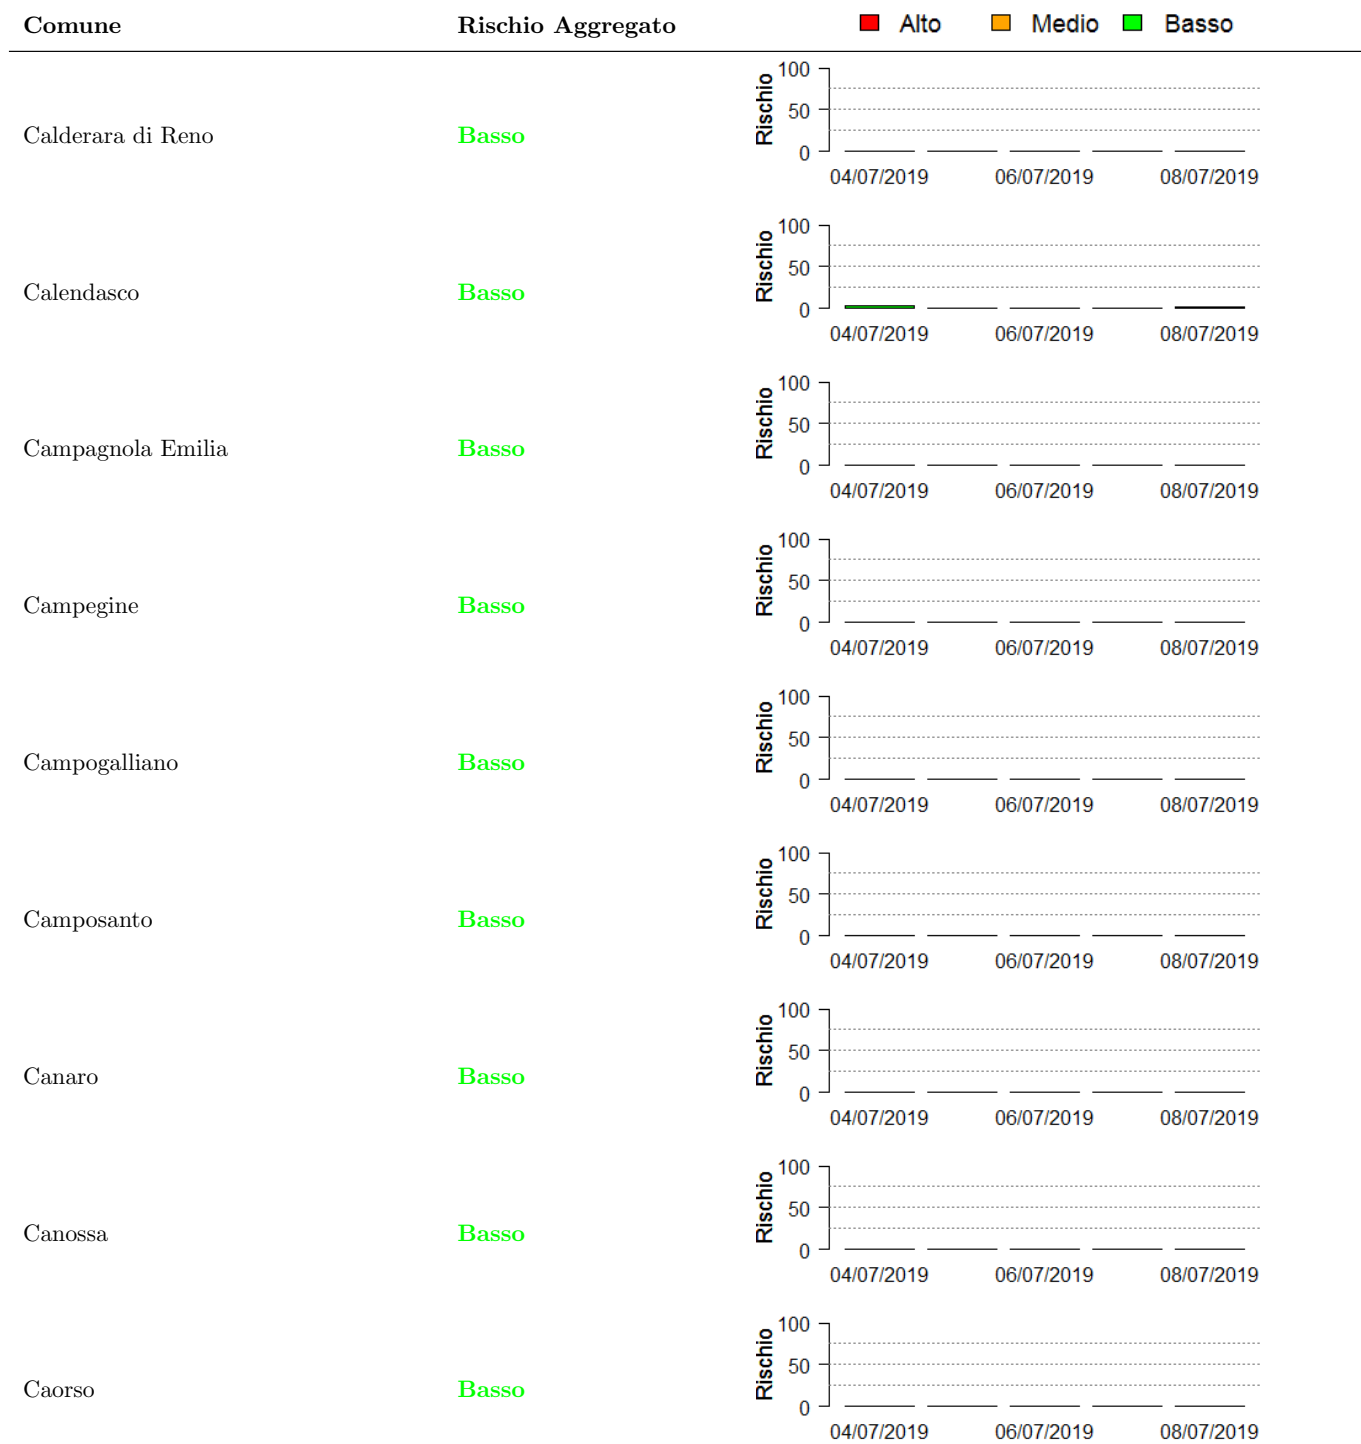 Comune Rischio Aggregato Alto Medio Basso
Calderara di Reno Basso Rischio 100 50 0
04/07/2019 06/07/2019 08/07/2019
Calendasco Basso Rischio 100 50 0
04/07/2019 06/07/2019 08/07/2019
Campagnola Emilia Basso Rischio 100 50 0
04/07/2019 06/07/2019 08/07/2019
Campegine Basso Rischio 100 50 0
04/07/2019 06/07/2019 08/07/2019
Campogalliano Basso Rischio 100 50 0
04/07/2019 06/07/2019 08/07/2019
Camposanto Basso Rischio 100 50 0
04/07/2019 06/07/2019 08/07/2019
Canaro Basso Rischio 100 50 0
04/07/2019 06/07/2019 08/07/2019
Canossa Basso Rischio 100 50 0
04/07/2019 06/07/2019 08/07/2019
Caorso Basso Rischio 100 50 0
04/07/2019 06/07/2019 08/07/2019